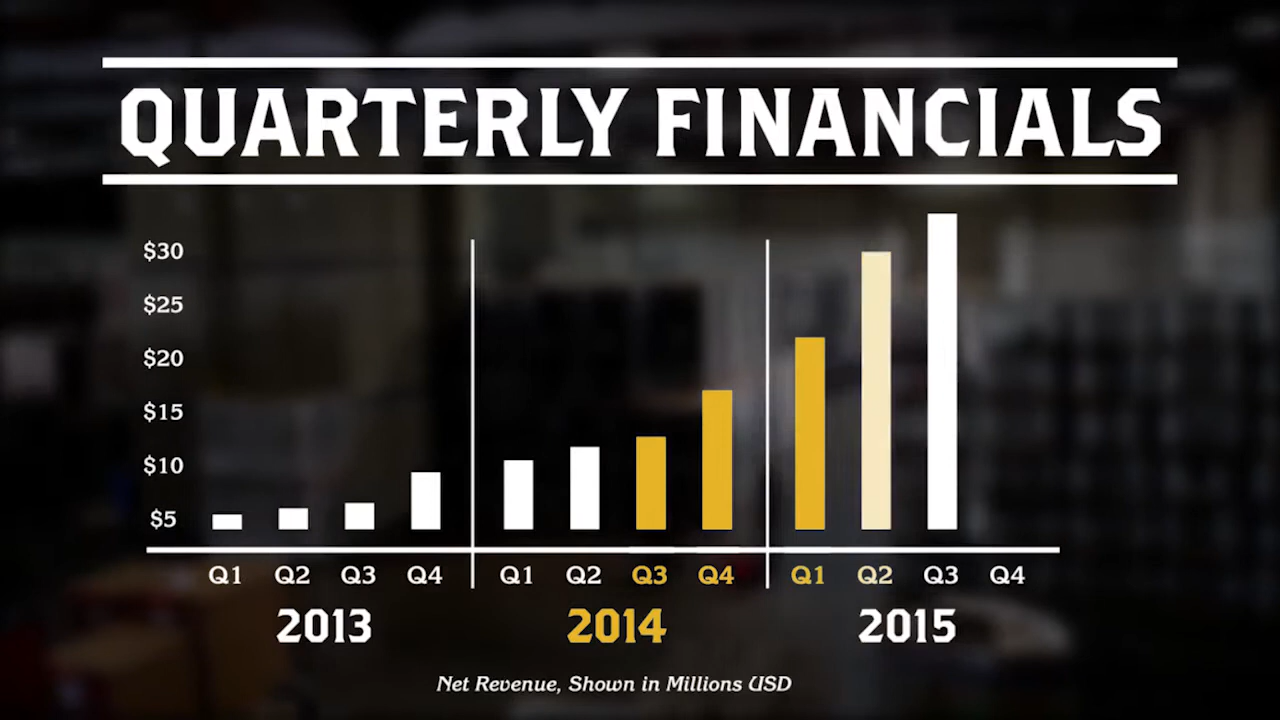 QUARTERLY FINANCIALS
$30
$25
$20
$15
$10
$5
Q1 Q2 Q3 Q4 Q1 Q2 Q3 Q4 Q1 Q2 Q3 Q4
2013 2014 2015
Net Revenue, Shown in Millions USD